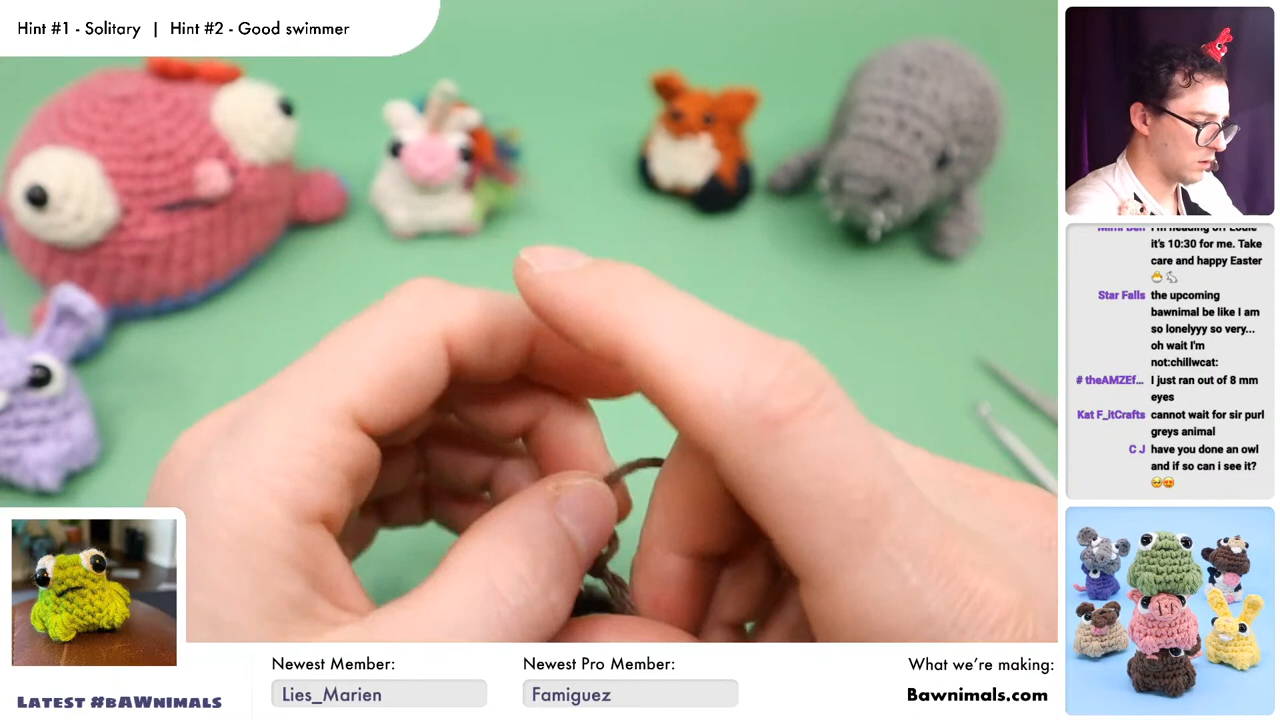 Hint #1 - Solitary | Hint #2 - Good swimmer
it's 10:30 for me. Take
care and happy Easter
🐣🐇
Star Falls the upcoming
bawnimal be like I am
so lonelyyy so very...
oh wait I'm
not:chillwcat:
# theAMZEf... I just ran out of 8 mm
eyes
Kat F_itCrafts cannot wait for sir purl
greys animal
C J have you done an owl
and if so can i see it?
🥺😍
Newest Member:
Lies_Marien
Newest Pro Member:
Famiguez
What we're making:
Bawnimals.com
LATEST #BAWNIMALS